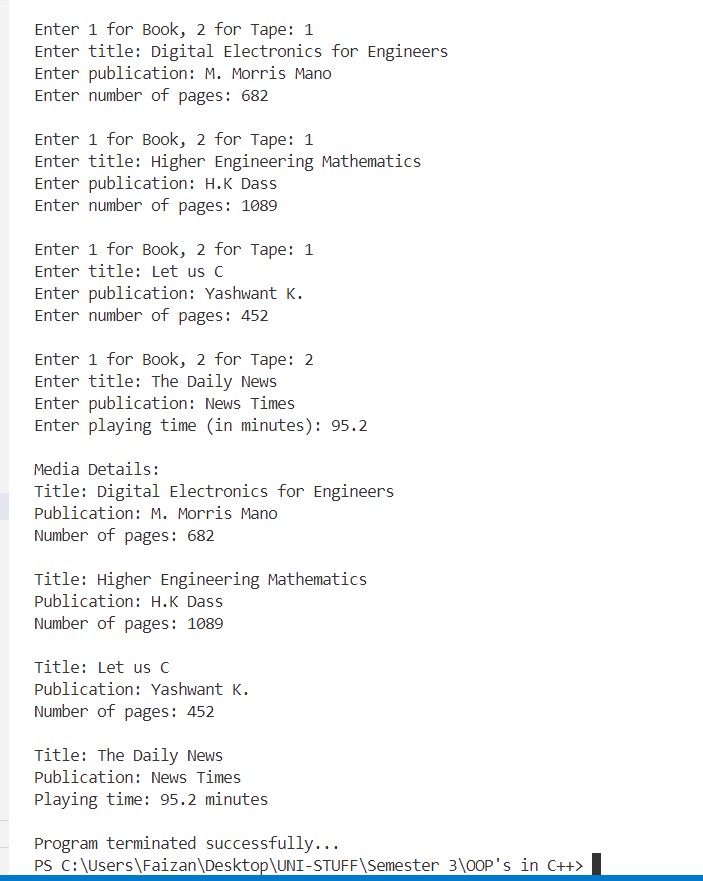 Enter 1 for Book, 2 for Tape: 1
Enter title: Digital Electronics for Engineers
Enter publication: M. Morris Mano
Enter number of pages: 682
Enter 1 for Book, 2 for Tape: 1
Enter title: Higher Engineering Mathematics
Enter publication: H.K Dass
Enter number of pages: 1089
Enter 1 for Book, 2 for Tape: 1
Enter title: Let us C
Enter publication: Yashwant K.
Enter number of pages: 452
Enter 1 for Book, 2 for Tape: 2
Enter title: The Daily News
Enter publication: News Times
Enter playing time (in minutes): 95.2
Media Details:
Title: Digital Electronics for Engineers
Publication: M. Morris Mano
Number of pages: 682
Title: Higher Engineering Mathematics
Publication: H.K Dass
Number of pages: 1089
Title: Let us C
Publication: Yashwant K.
Number of pages: 452
Title: The Daily News
Publication: News Times
Playing time: 95.2 minutes
Program terminated successfully...
PS C:\Users\Faizan\Desktop\UNI-STUFF\Semester 3\OOP's in C++>